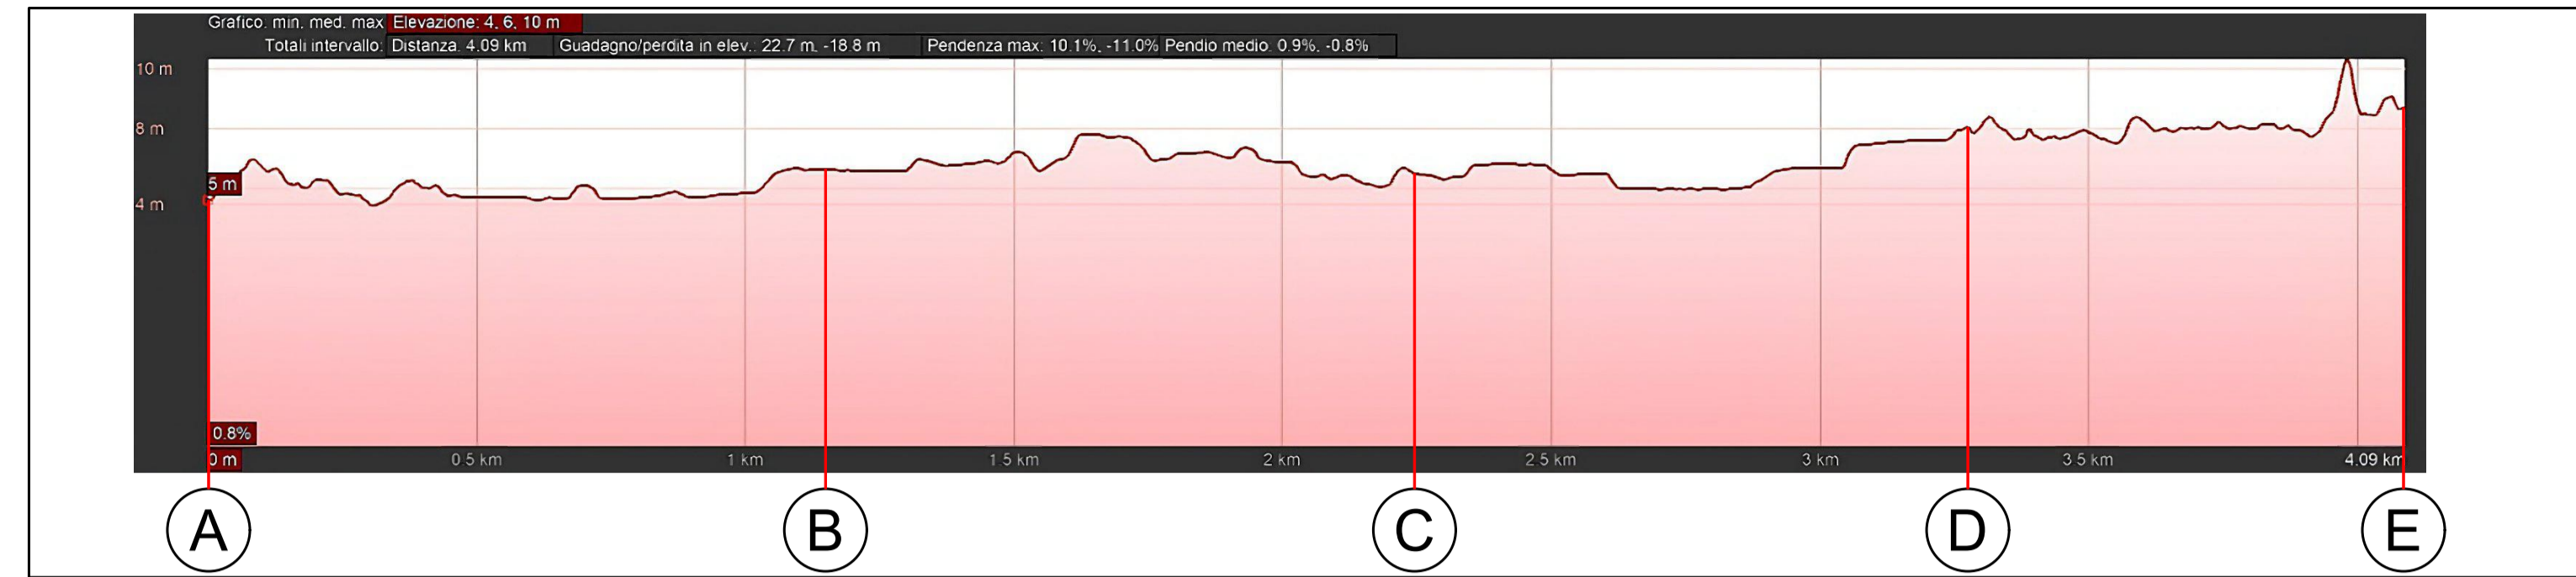 Grafico. min. med. max Elevazione: 4, 6, 10 m
Totali intervallo: Distanza. 4.09 km Guadagno/perdita in elev.. 22.7 m. -18.8 m Pendenza max: 10.1%, -11.0% Pendio medio. 0.9%, -0.8%
10 m
8 m
5 m
4 m
0.8%
0 m 0.5 km 1 km 1.5 km 2 km 2.5 km 3 km 3.5 km 4.09 km
A B C D E